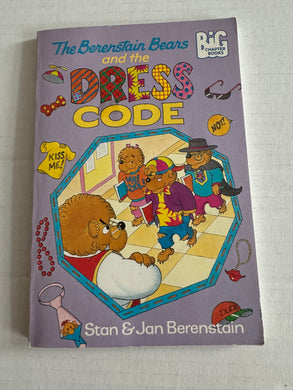 The Berenstain Bears
and the
BIG
CHAPTER
BOOKS
DRESS
CODE
NOT!
KISS
ME!
Stan & Jan Berenstain